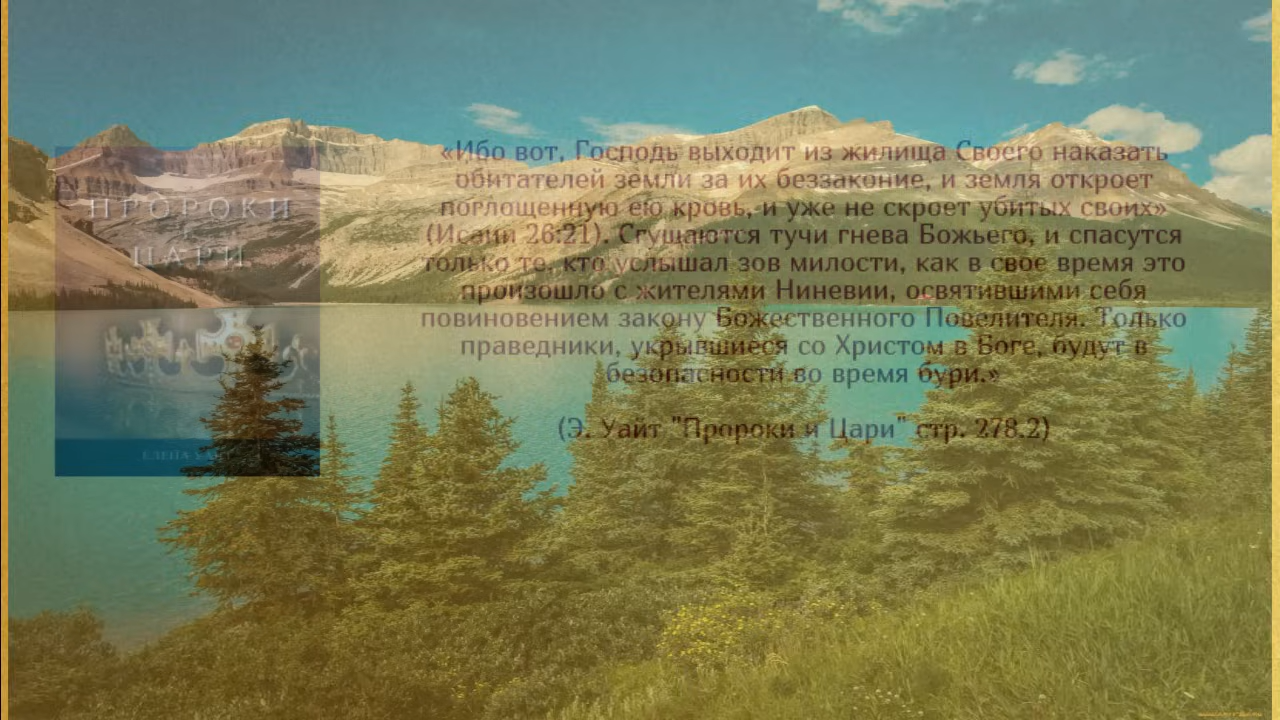 ПРОРОКИ
И
ЦАРИ
ЕЛЕНА УАЙТ
«Ибо вот, Господь выходит из жилища Своего наказать
обитателей земли за их беззаконие, и земля откроет
поглощенную ею кровь, и уже не скроет убитых своих»
(Исаии 26:21). Сгущаются тучи гнева Божьего, и спасутся
только те, кто услышал зов милости, как в свое время это
произошло с жителями Ниневии, освятившими себя
повиновением закону Божественного Повелителя. Только
праведники, укрывшиеся со Христом в Боге, будут в
безопасности во время бури.»
(Э. Уайт "Пророки и Цари" стр. 278.2)